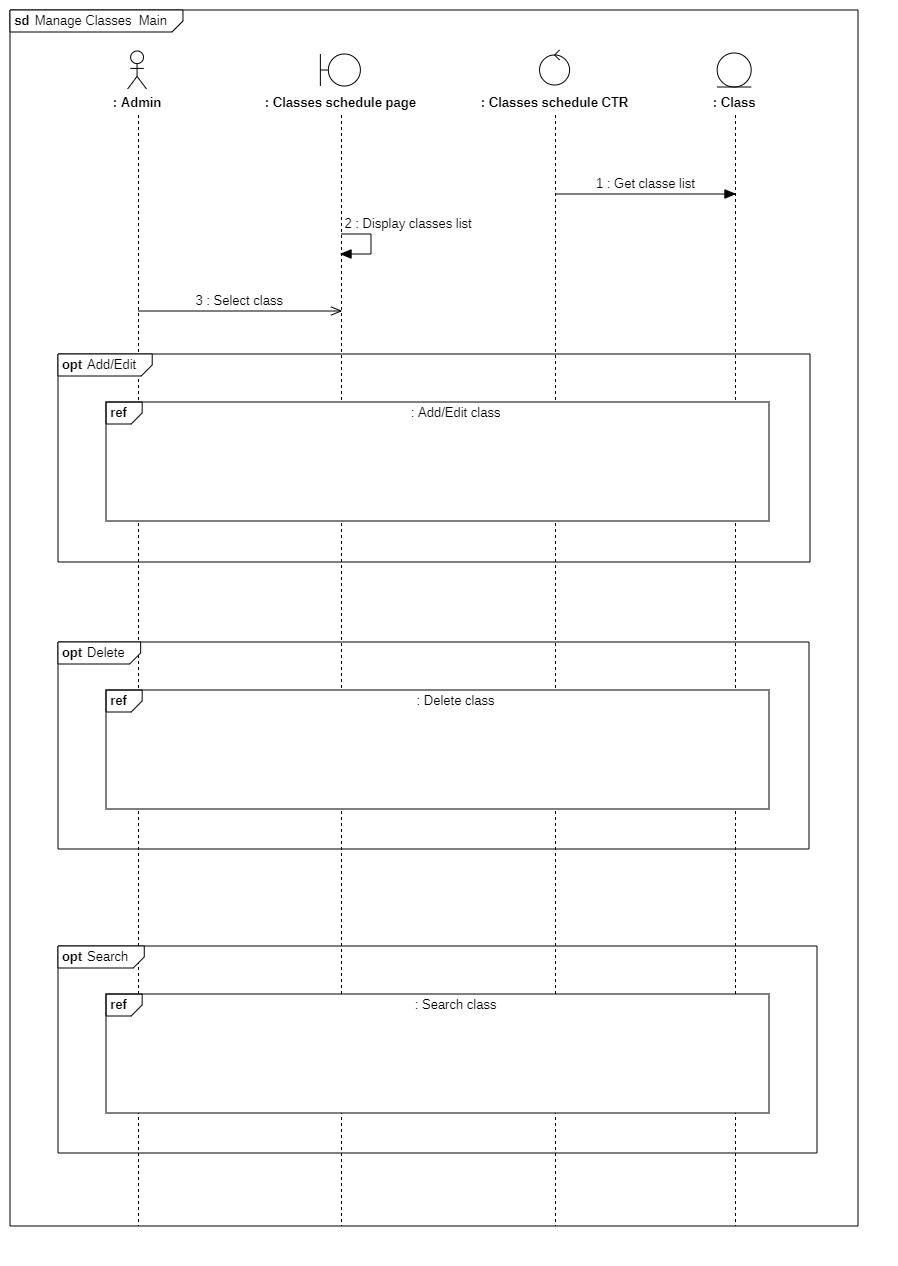 sd Manage Classes Main
: Admin
: Classes schedule page
: Classes schedule CTR
: Class
1 : Get classe list
2 : Display classes list
3 : Select class
opt Add/Edit
ref
: Add/Edit class
opt Delete
ref
: Delete class
opt Search
ref
: Search class